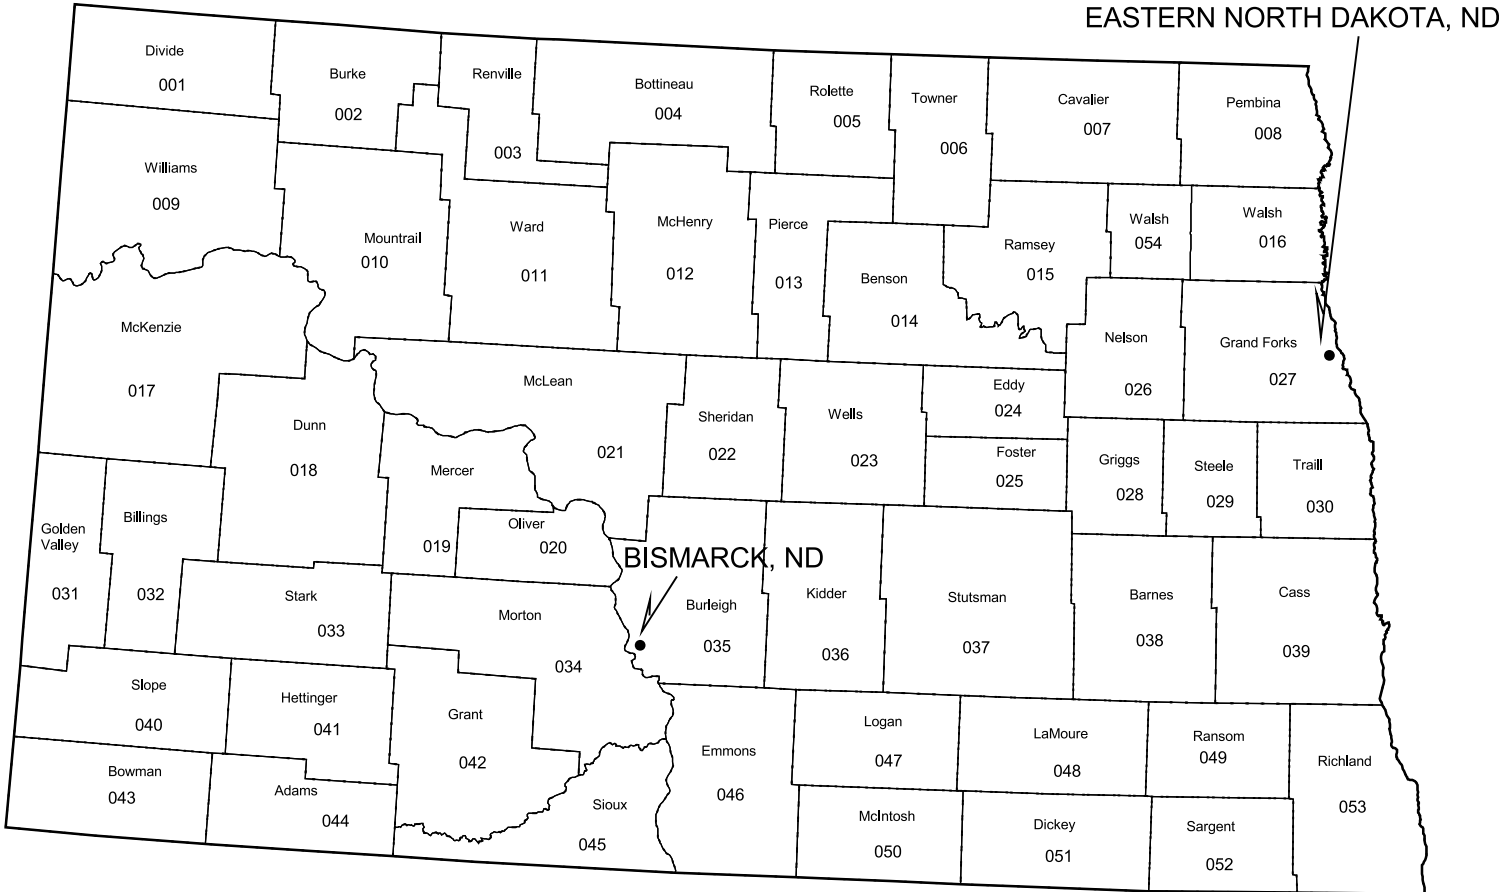 EASTERN NORTH DAKOTA, ND
Divide
001
Burke
002
Renville
003
Bottineau
004
Rolette
005
Towner
006
Cavalier
007
Pembina
008
Williams
009
Mountrail
010
Ward
011
McHenry
012
Pierce
013
Benson
014
Ramsey
015
Walsh
054
Walsh
016
McKenzie
017
Dunn
018
Mercer
019
Oliver
020
McLean
021
Sheridan
022
Wells
023
Eddy
024
Foster
025
Nelson
026
Grand Forks
027
Griggs
028
Steele
029
Traill
030
Golden
Valley
031
Billings
032
Stark
033
Morton
034
BISMARCK, ND
Burleigh
035
Kidder
036
Stutsman
037
Barnes
038
Cass
039
Slope
040
Hettinger
041
Grant
042
Bowman
043
Adams
044
Sioux
045
Emmons
046
Logan
047
LaMoure
048
Ransom
049
McIntosh
050
Dickey
051
Sargent
052
Richland
053